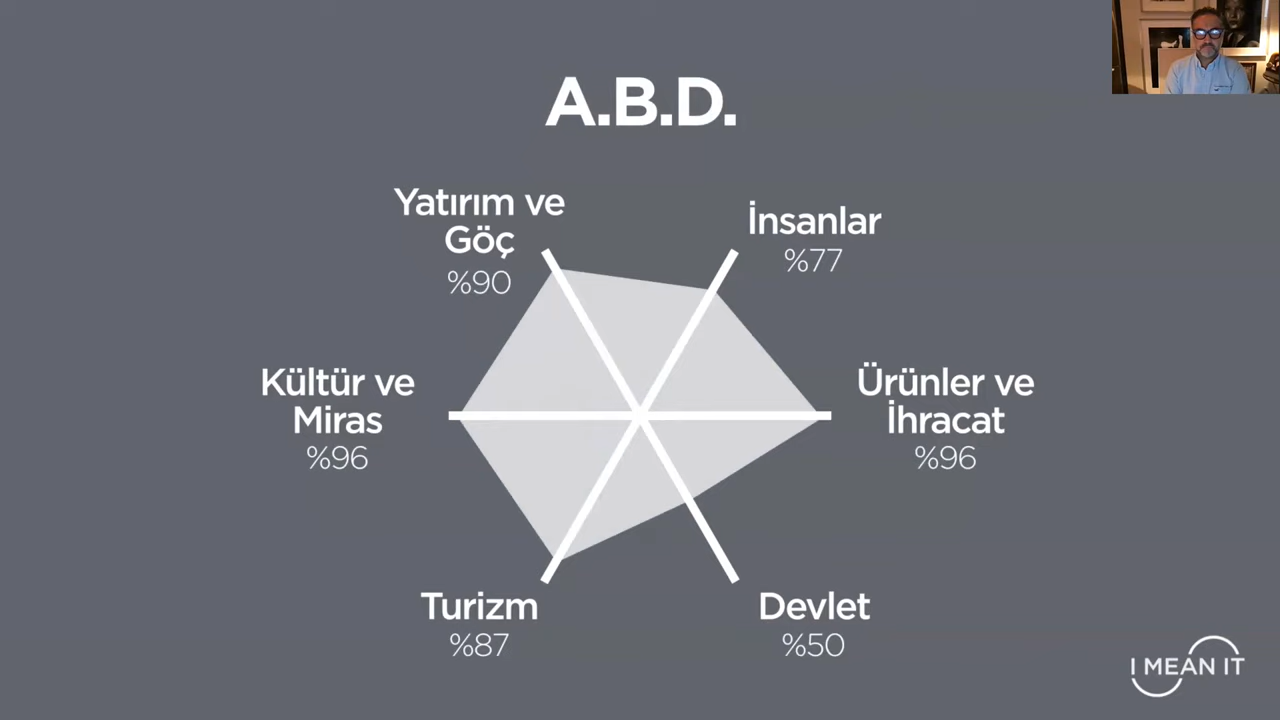 A.B.D.
Yatırım ve
Göç
%90
İnsanlar
%77
Kültür ve
Miras
%96
Ürünler ve
İhracat
%96
Turizm
%87
Devlet
%50
I MEAN IT